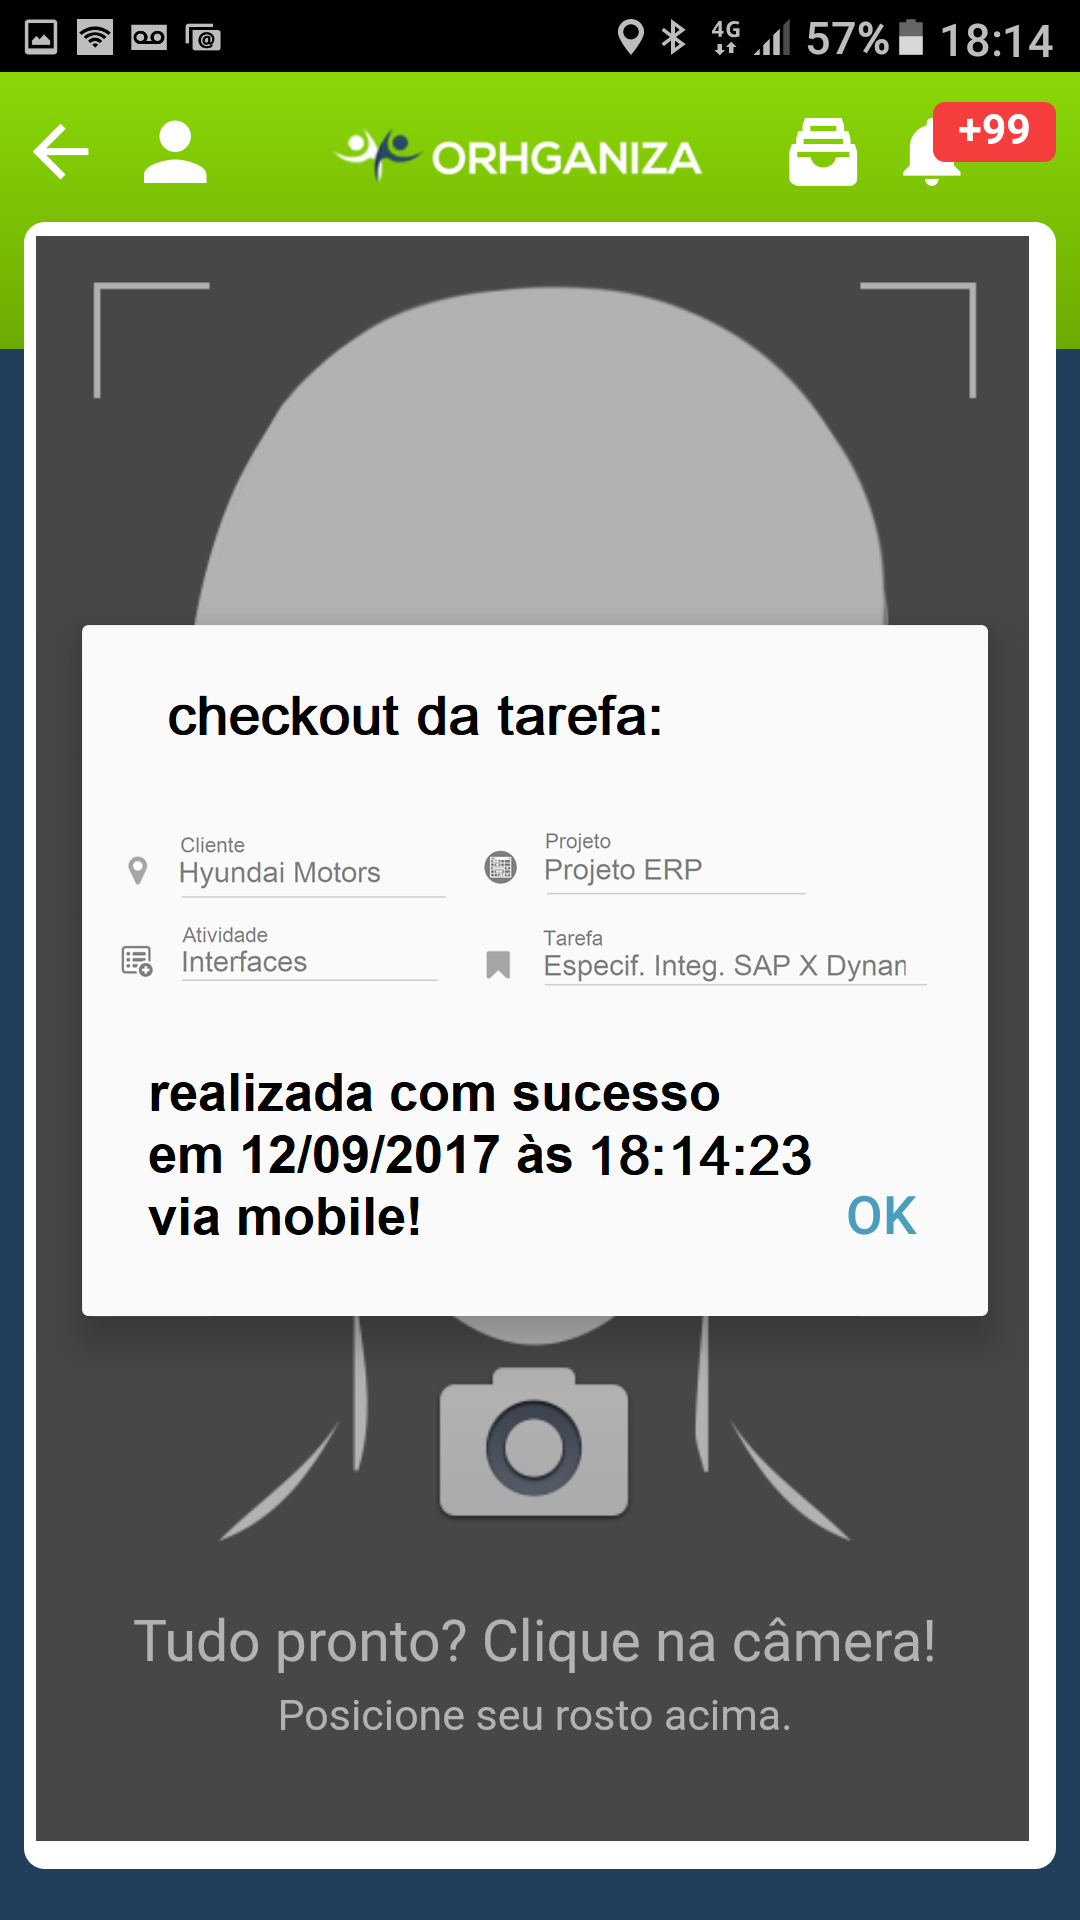 4G 57% 18:14
ORHGANIZA +99
checkout da tarefa:
Cliente
Hyundai Motors
Projeto
Projeto ERP
Atividade
Interfaces
Tarefa
Especif. Integ. SAP X Dynan
realizada com sucesso
em 12/09/2017 às 18:14:23
via mobile!
OK
Tudo pronto? Clique na câmera!
Posicione seu rosto acima.